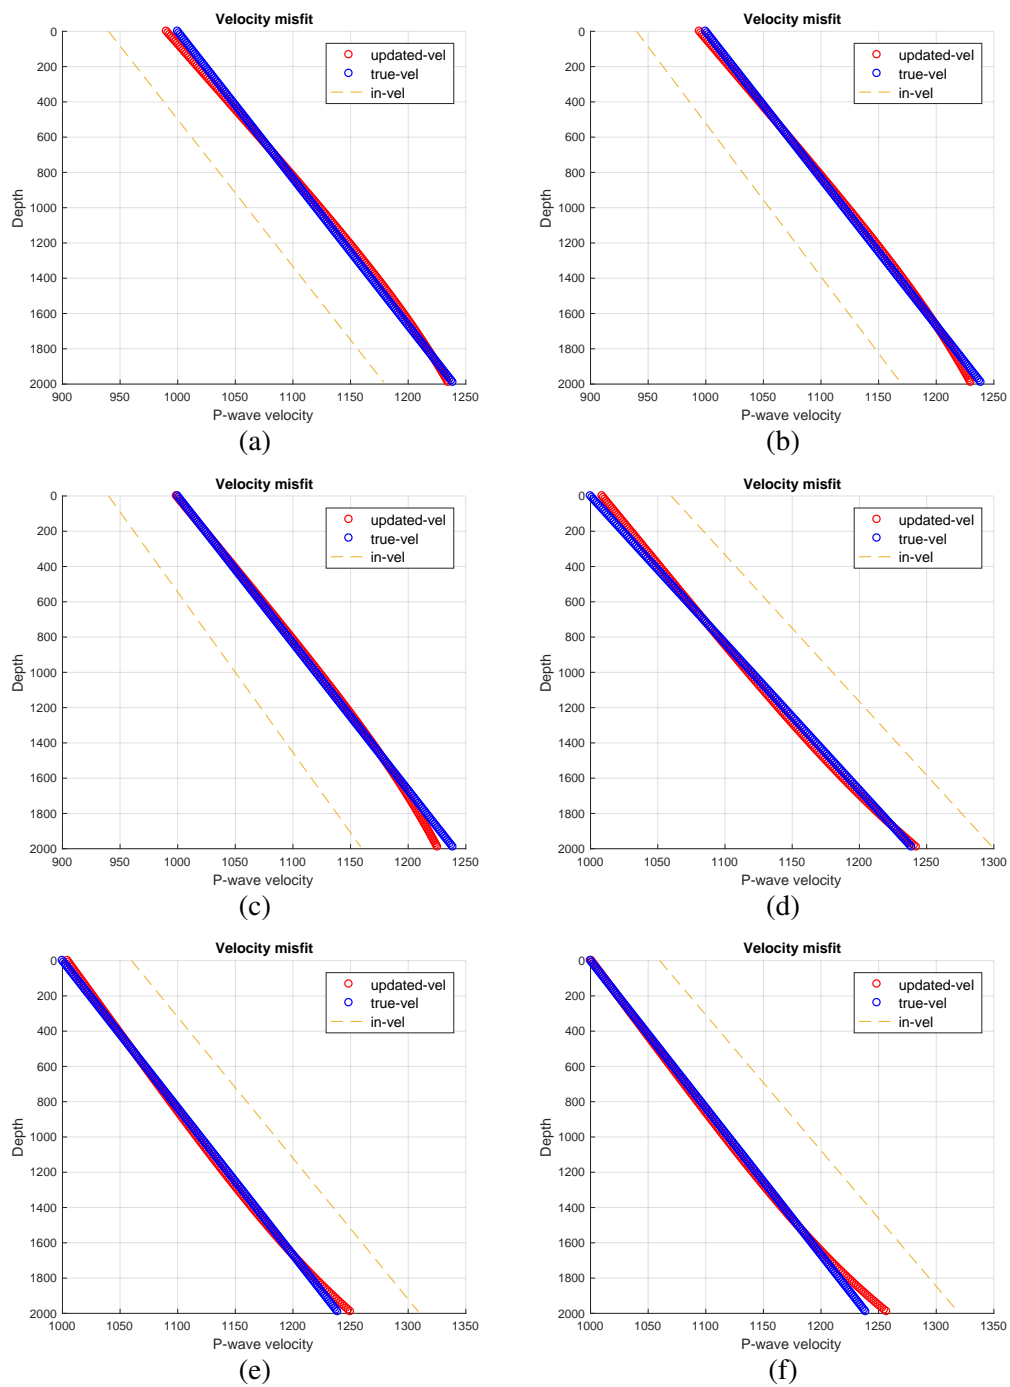 Velocity misfit
updated-vel
true-vel
in-vel
Depth
0
200
400
600
800
1000
1200
1400
1600
1800
2000
900 950 1000 1050 1100 1150 1200 1250
P-wave velocity
(a)
Velocity misfit
updated-vel
true-vel
in-vel
Depth
0
200
400
600
800
1000
1200
1400
1600
1800
2000
900 950 1000 1050 1100 1150 1200 1250
P-wave velocity
(b)
Velocity misfit
updated-vel
true-vel
in-vel
Depth
0
200
400
600
800
1000
1200
1400
1600
1800
2000
900 950 1000 1050 1100 1150 1200 1250
P-wave velocity
(c)
Velocity misfit
updated-vel
true-vel
in-vel
Depth
0
200
400
600
800
1000
1200
1400
1600
1800
2000
1000 1050 1100 1150 1200 1250 1300
P-wave velocity
(d)
Velocity misfit
updated-vel
true-vel
in-vel
Depth
0
200
400
600
800
1000
1200
1400
1600
1800
2000
1000 1050 1100 1150 1200 1250 1300 1350
P-wave velocity
(e)
Velocity misfit
updated-vel
true-vel
in-vel
Depth
0
200
400
600
800
1000
1200
1400
1600
1800
2000
1000 1050 1100 1150 1200 1250 1300 1350
P-wave velocity
(f)